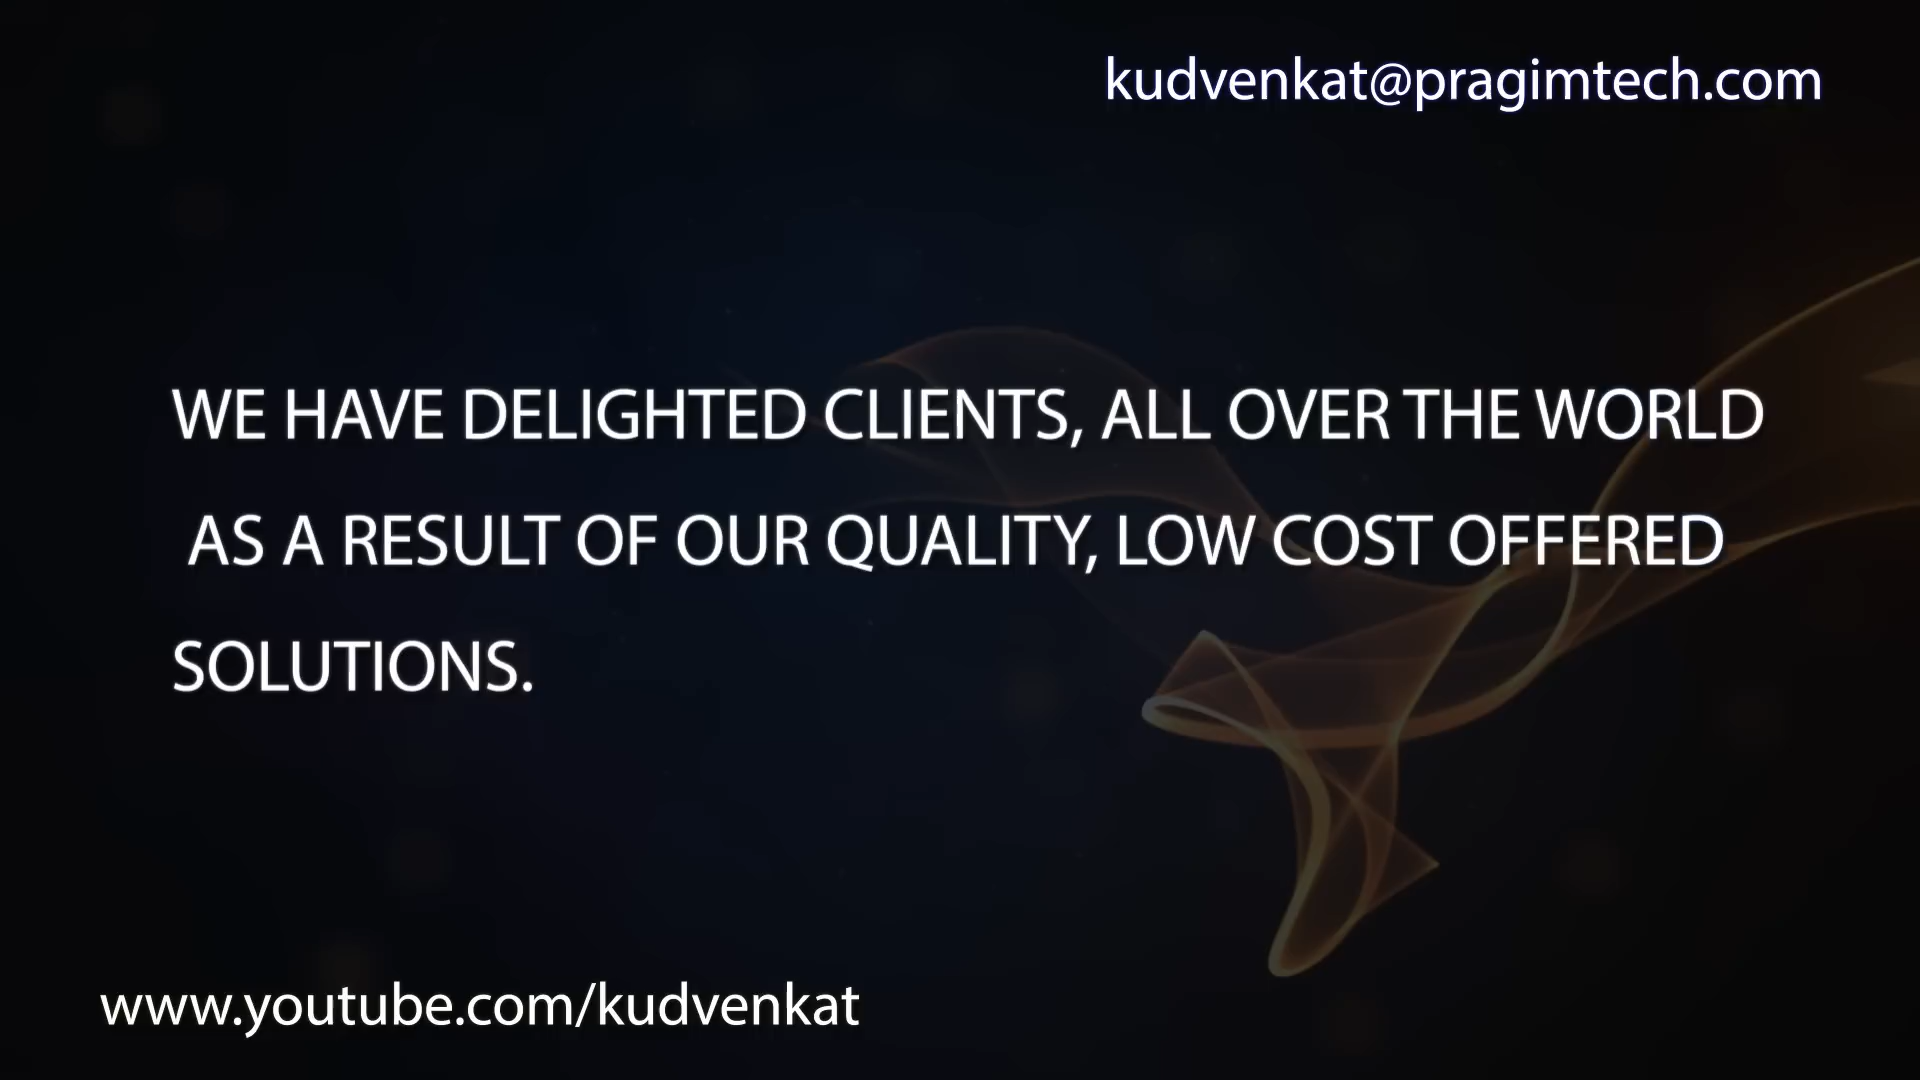 kudvenkat@pragimtech.com
WE HAVE DELIGHTED CLIENTS, ALL OVER THE WORLD
AS A RESULT OF OUR QUALITY, LOW COST OFFERED
SOLUTIONS.
www.youtube.com/kudvenkat